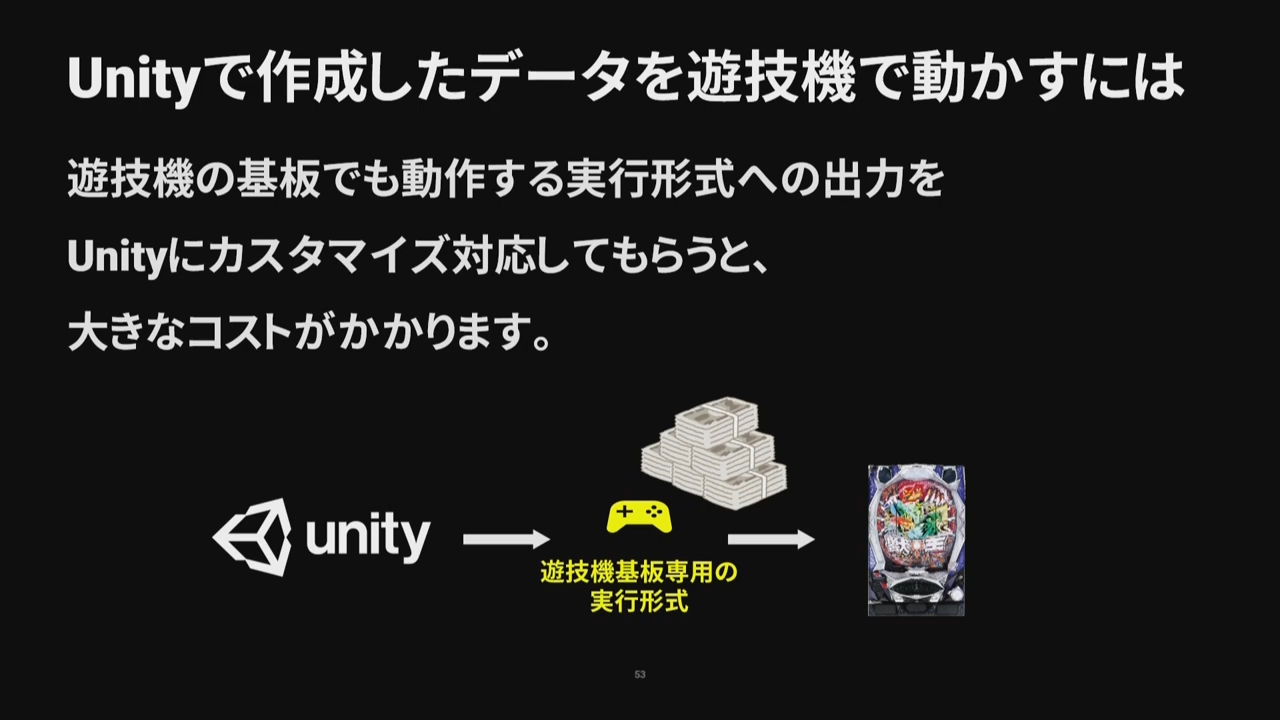 Unityで作成したデータを遊技機で動かすには
遊技機の基板でも動作する実行形式への出力を
Unityにカスタマイズ対応してもらうと、
大きなコストがかかります。
unity
遊技機基板専用の
実行形式
53